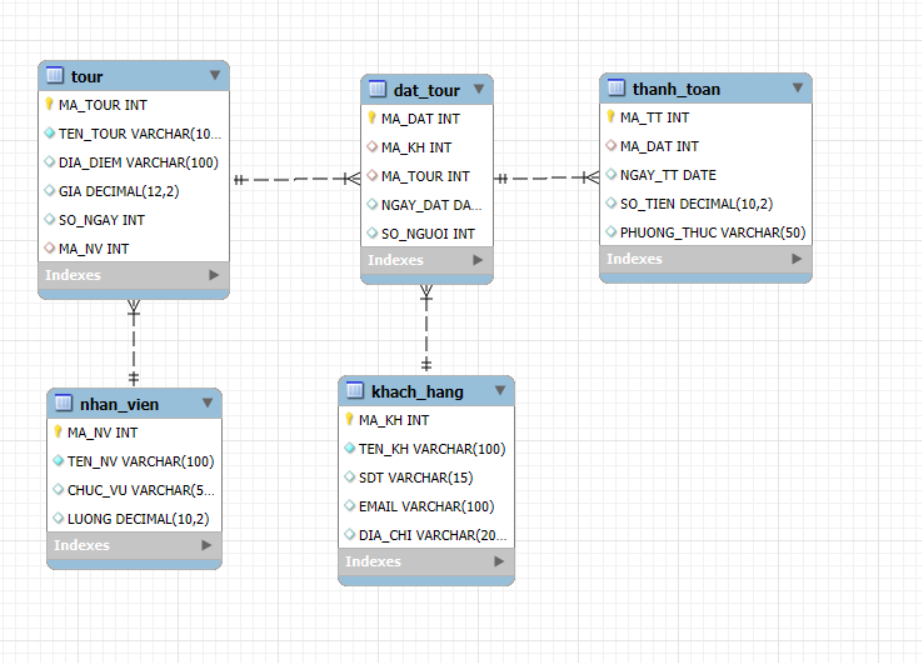 tour
MA_TOUR INT
TEN_TOUR VARCHAR(10...
DIA_DIEM VARCHAR(100)
GIA DECIMAL(12,2)
SO_NGAY INT
MA_NV INT
Indexes
dat_tour
MA_DAT INT
MA_KH INT
MA_TOUR INT
NGAY_DAT DA...
SO_NGUOI INT
Indexes
thanh_toan
MA_TT INT
MA_DAT INT
NGAY_TT DATE
SO_TIEN DECIMAL(10,2)
PHUONG_THUC VARCHAR(50)
Indexes
nhan_vien
MA_NV INT
TEN_NV VARCHAR(100)
CHUC_VU VARCHAR(5...
LUONG DECIMAL(10,2)
Indexes
khach_hang
MA_KH INT
TEN_KH VARCHAR(100)
SDT VARCHAR(15)
EMAIL VARCHAR(100)
DIA_CHI VARCHAR(20...
Indexes